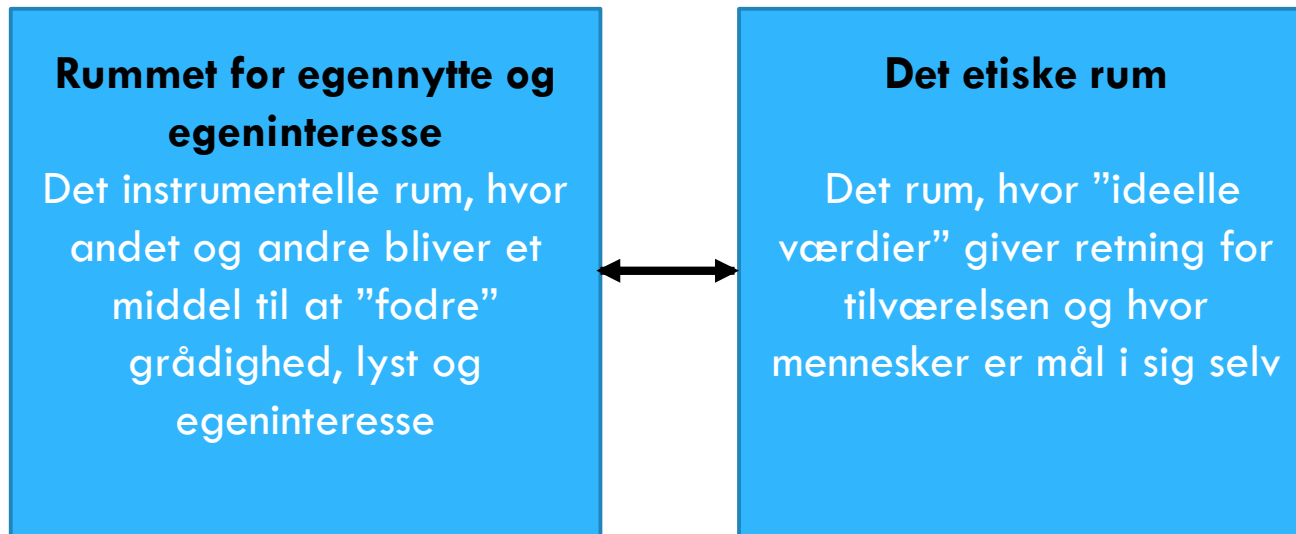 Rummet for egennytte og
egeninteresse
Det instrumentelle rum, hvor
andet og andre bliver et
middel til at ”fodre”
grådighed, lyst og
egeninteresse
Det etiske rum
Det rum, hvor ”ideelle
værdier” giver retning for
tilværelsen og hvor
mennesker er mål i sig selv